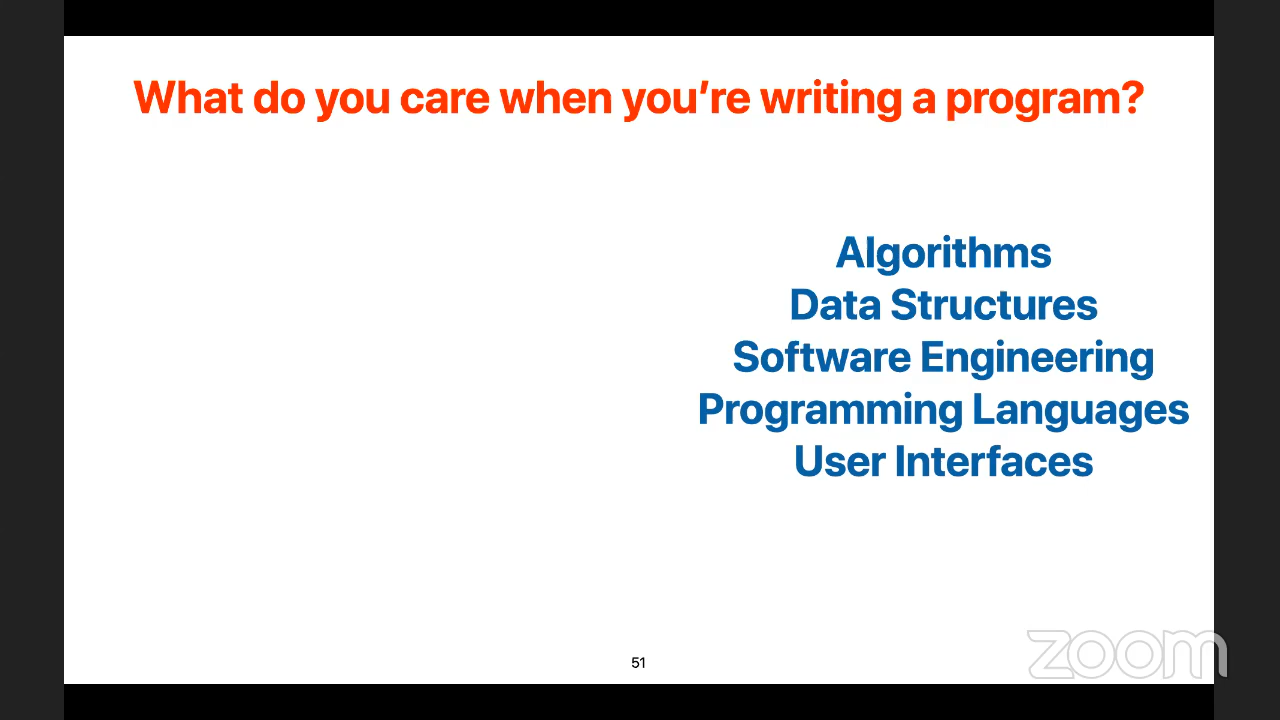 What do you care when you’re writing a program?
Algorithms
Data Structures
Software Engineering
Programming Languages
User Interfaces
51
zoom